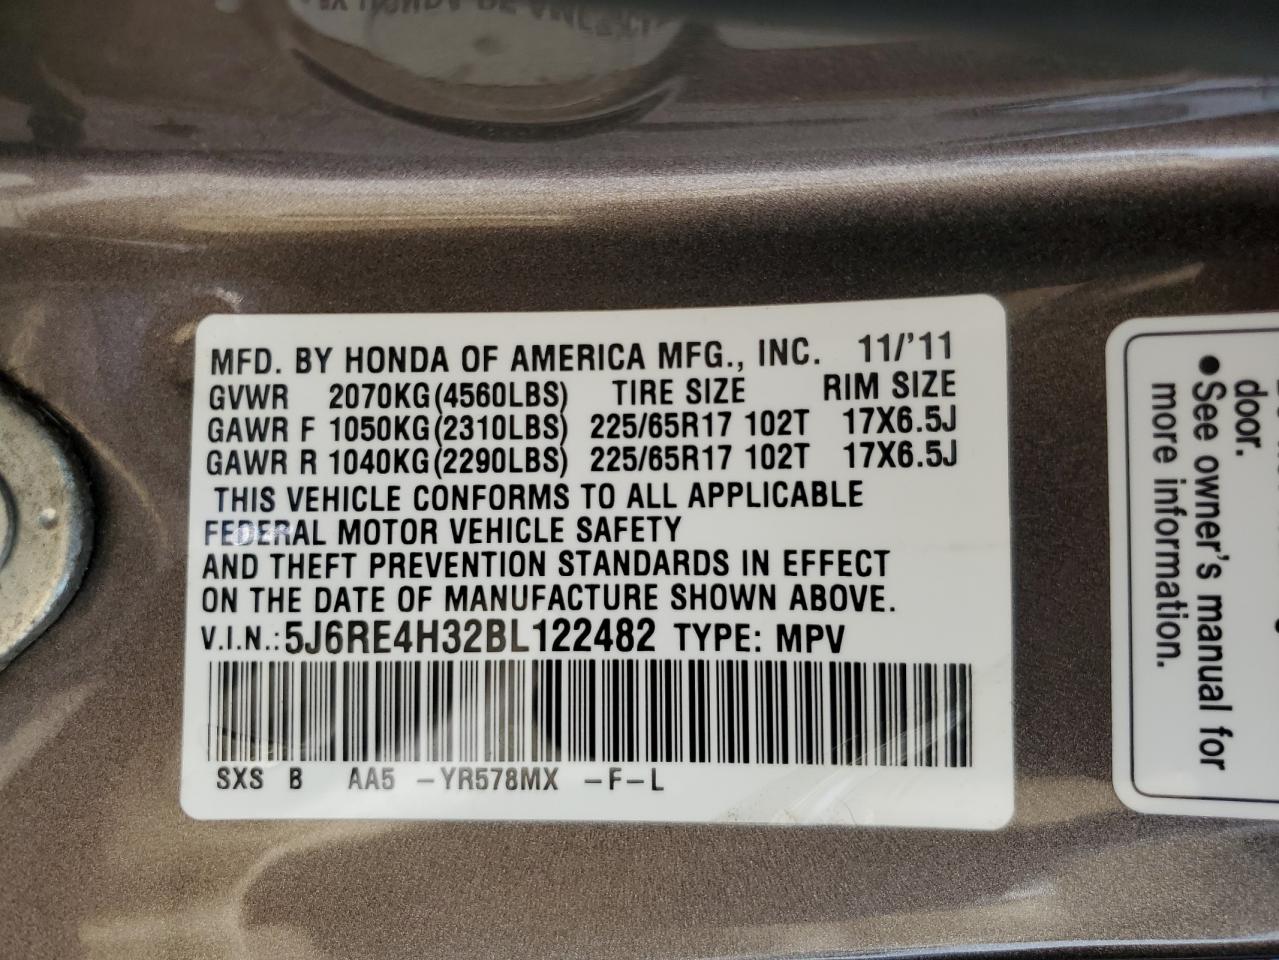 MFD. BY HONDA OF AMERICA MFG., INC. 11/'11
GVWR 2070KG(4560LBS) TIRE SIZE RIM SIZE
GAWR F 1050KG(2310LBS) 225/65R17 102T 17X6.5J
GAWR R 1040KG(2290LBS) 225/65R17 102T 17X6.5J
THIS VEHICLE CONFORMS TO ALL APPLICABLE
FEDERAL MOTOR VEHICLE SAFETY
AND THEFT PREVENTION STANDARDS IN EFFECT
ON THE DATE OF MANUFACTURE SHOWN ABOVE.
V.I.N.: 5J6RE4H32BL122482 TYPE: MPV
SXS B AA5 -YR578MX -F-L
door.
● See owner's manual for
more information.